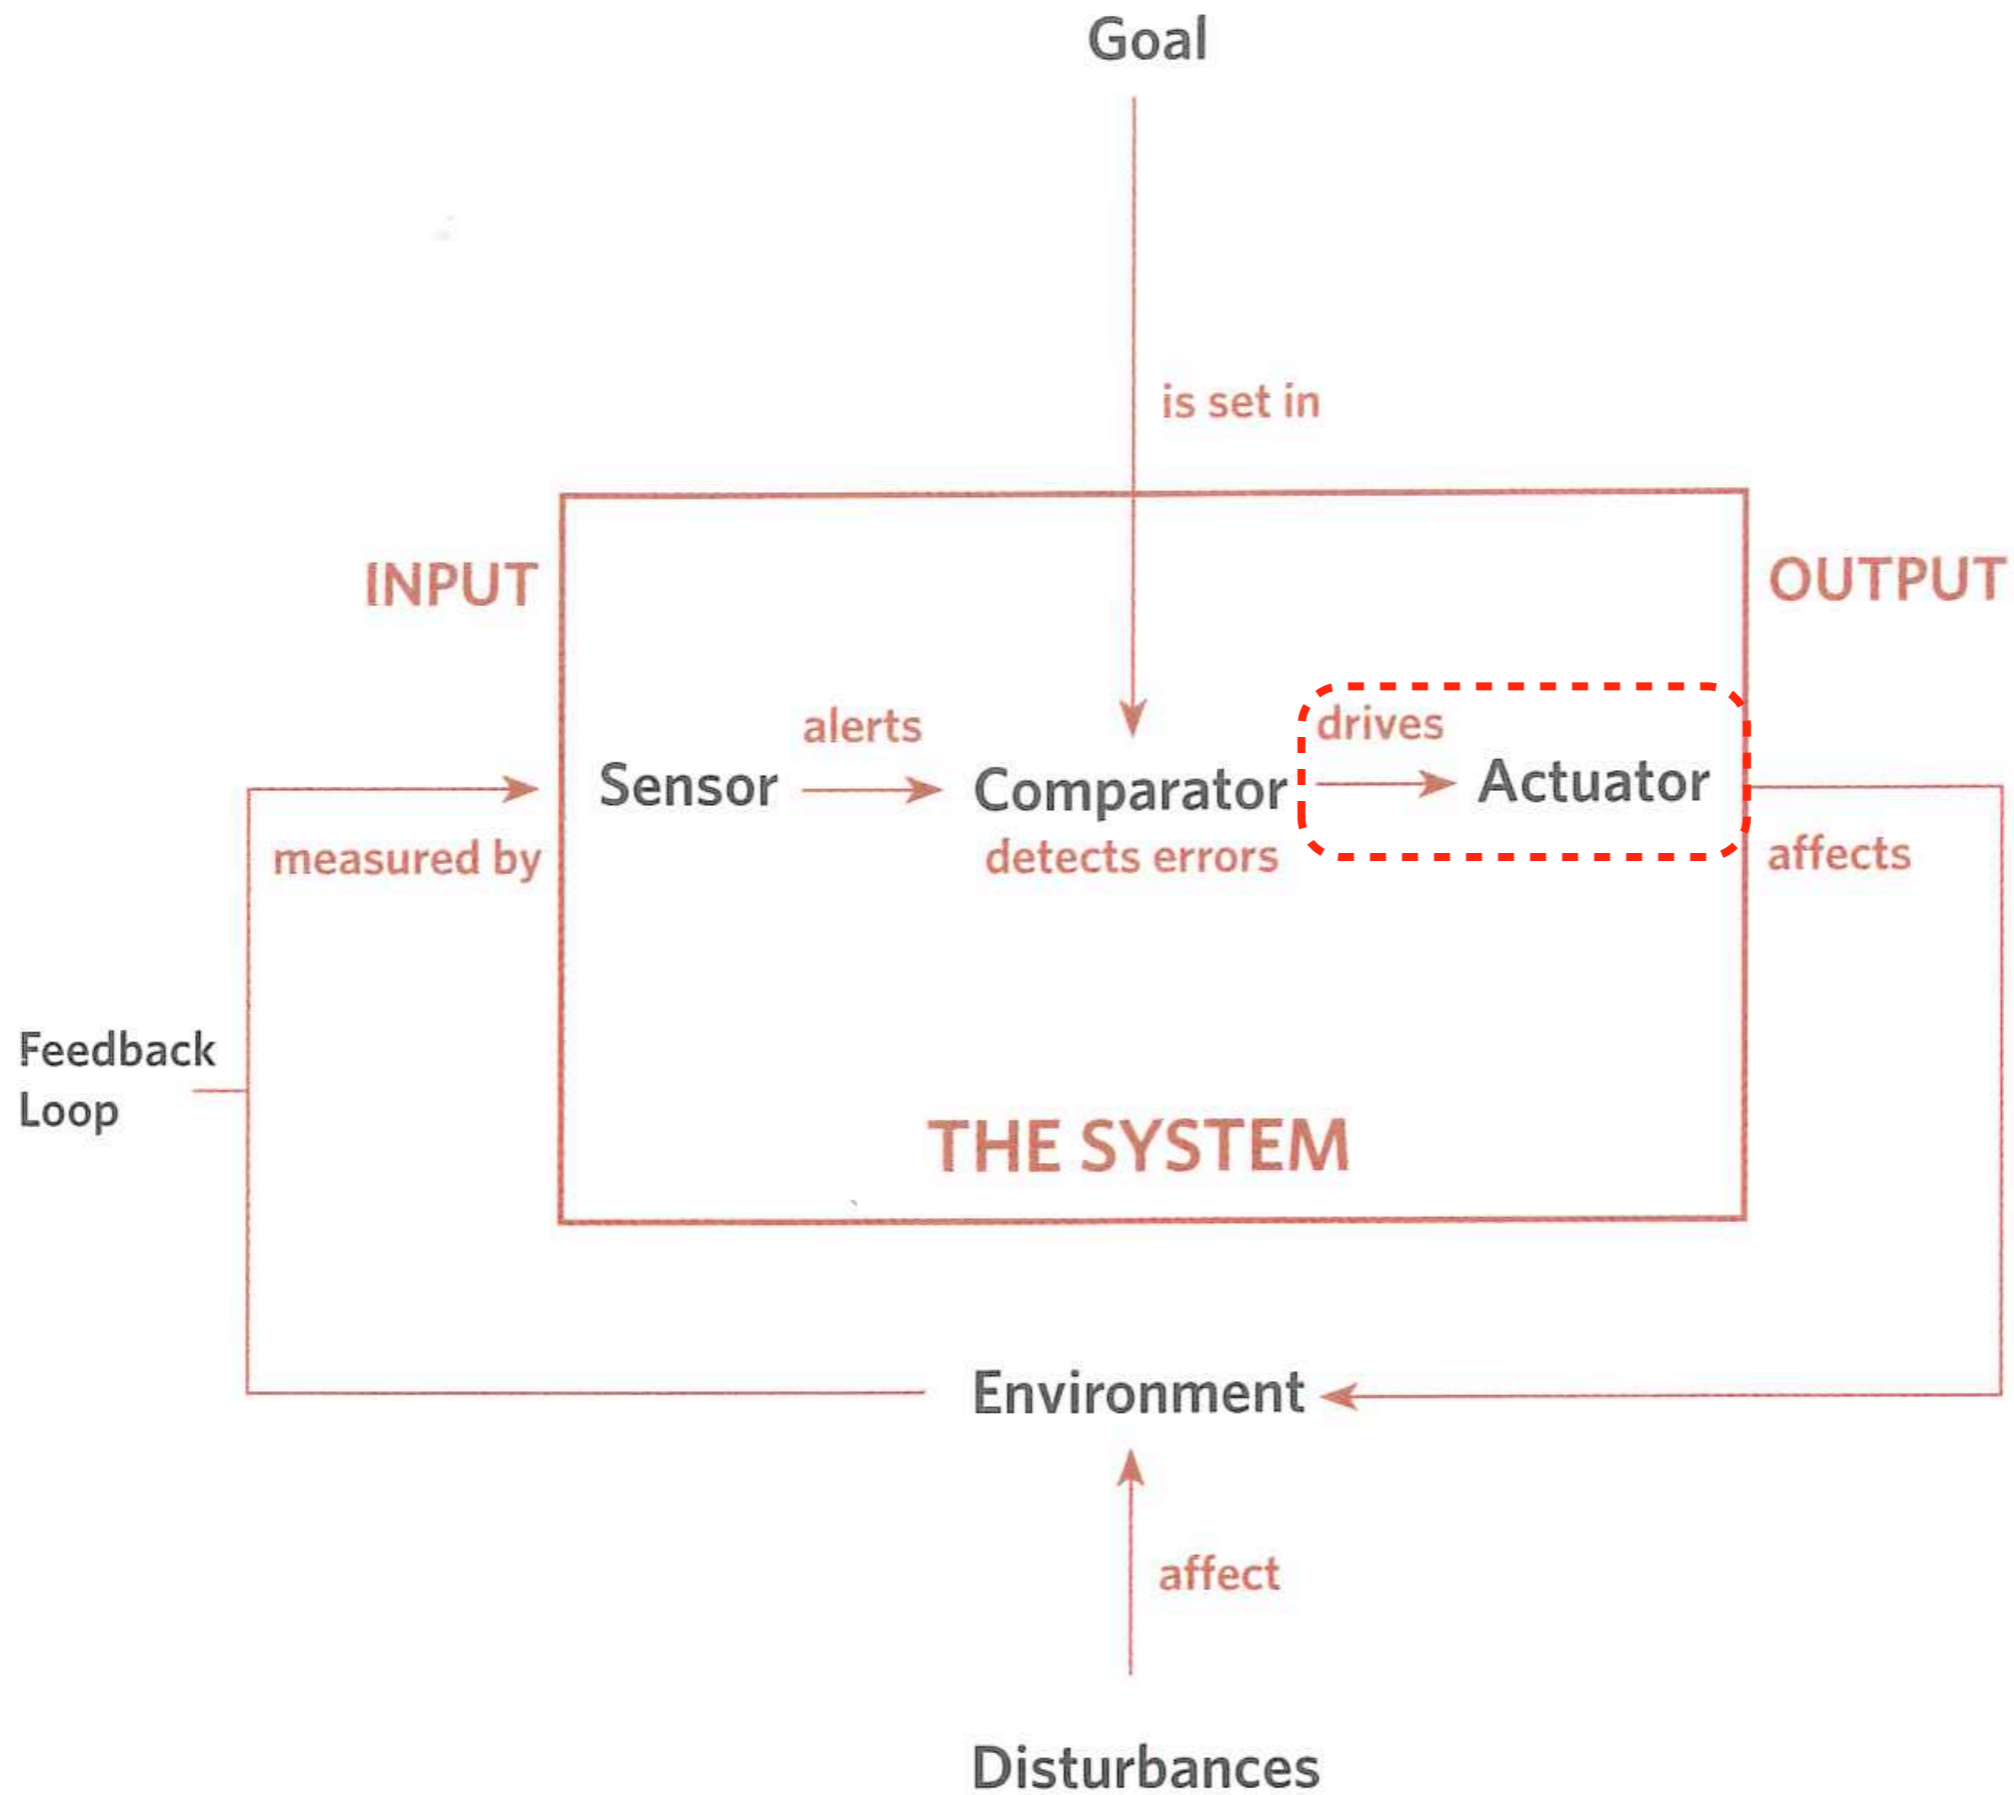 Goal
is set in
INPUT
OUTPUT
alerts
drives
Sensor
Comparator
Actuator
measured by
detects errors
affects
Feedback
Loop
THE SYSTEM
Environment
affect
Disturbances